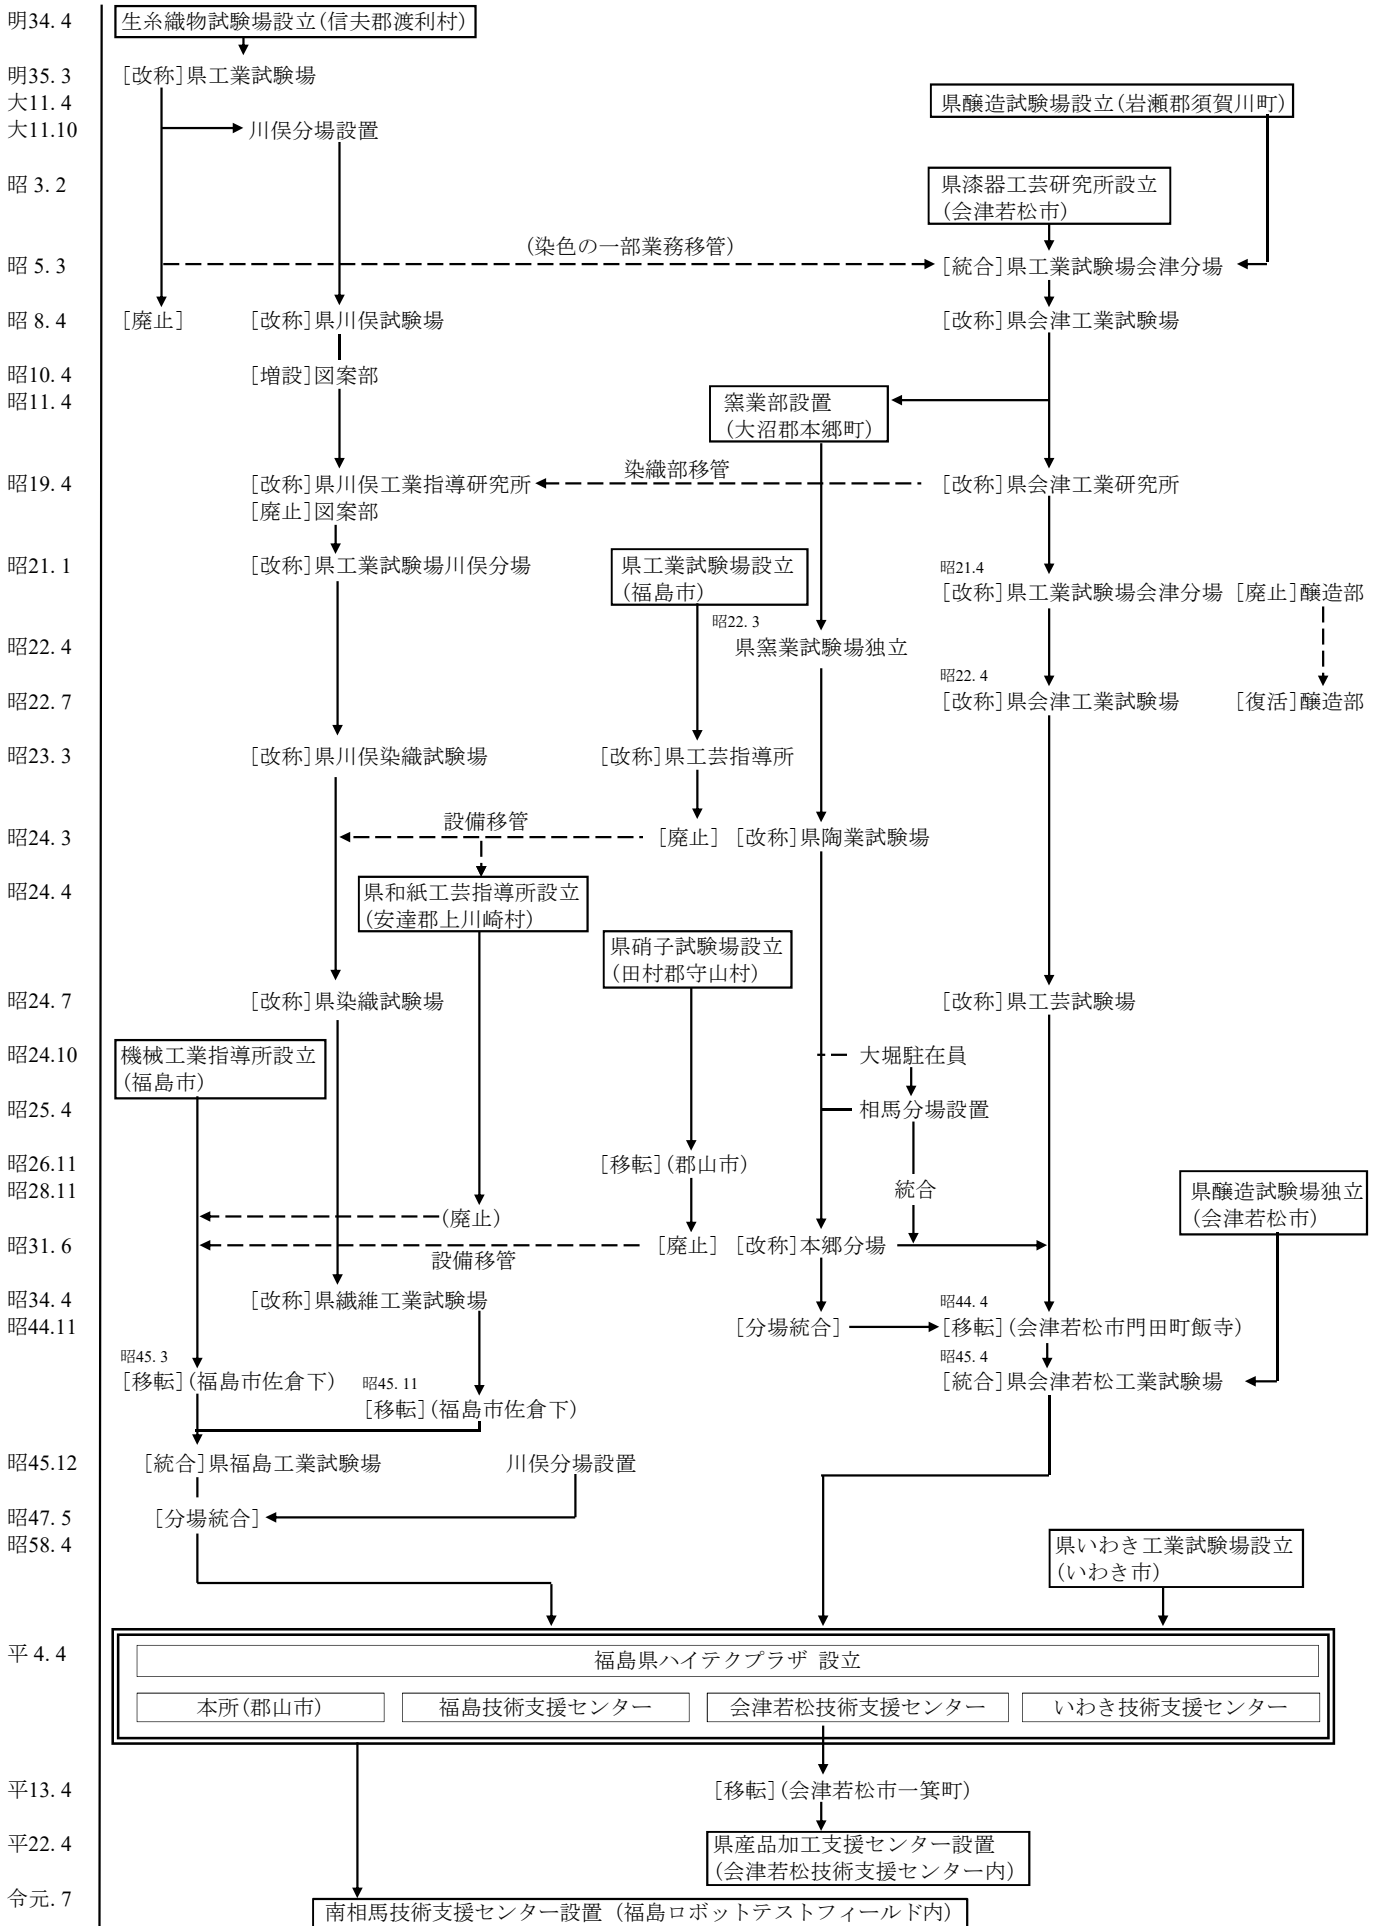 明34. 4
生糸織物試験場設立(信夫郡渡利村)
明35. 3
[改称]県工業試験場
大11. 4
県醸造試験場設立(岩瀬郡須賀川町)
大11.10
川俣分場設置
昭 3. 2
県漆器工芸研究所設立
(会津若松市)
(染色の一部業務移管)
昭 5. 3
[統合]県工業試験場会津分場
昭 8. 4
[廃止]
[改称]県川俣試験場
[改称]県会津工業試験場
昭10. 4
[増設]図案部
昭11. 4
窯業部設置
(大沼郡本郷町)
染織部移管
昭19. 4
[改称]県川俣工業指導研究所
[改称]県会津工業研究所
[廃止]図案部
昭21. 1
[改称]県工業試験場川俣分場
県工業試験場設立
(福島市)
昭21.4
[改称]県工業試験場会津分場
[廃止]醸造部
昭22. 3
昭22. 4
県窯業試験場独立
昭22. 4
昭22. 7
[改称]県会津工業試験場
[復活]醸造部
昭23. 3
[改称]県川俣染織試験場
[改称]県工芸指導所
設備移管
昭24. 3
[廃止]
[改称]県陶業試験場
昭24. 4
県和紙工芸指導所設立
(安達郡上川崎村)
県硝子試験場設立
(田村郡守山村)
昭24. 7
[改称]県染織試験場
[改称]県工芸試験場
昭24.10
機械工業指導所設立
(福島市)
大堀駐在員
昭25. 4
相馬分場設置
昭26.11
[移転](郡山市)
昭28.11
統合
県醸造試験場独立
(会津若松市)
(廃止)
昭31. 6
[廃止]
[改称]本郷分場
設備移管
昭34. 4
[改称]県繊維工業試験場
昭44. 4
昭44.11
[分場統合]
[移転](会津若松市門田町飯寺)
昭45. 3
[移転](福島市佐倉下)
昭45. 4
[統合]県会津若松工業試験場
昭45.11
[移転](福島市佐倉下)
昭45.12
[統合]県福島工業試験場
川俣分場設置
昭47. 5
[分場統合]
昭58. 4
県いわき工業試験場設立
(いわき市)
平 4. 4
福島県ハイテクプラザ 設立
本所(郡山市)
福島技術支援センター
会津若松技術支援センター
いわき技術支援センター
平13. 4
[移転](会津若松市一箕町)
平22. 4
県産品加工支援センター設置
(会津若松技術支援センター内)
令元. 7
南相馬技術支援センター設置（福島ロボットテストフィールド内)